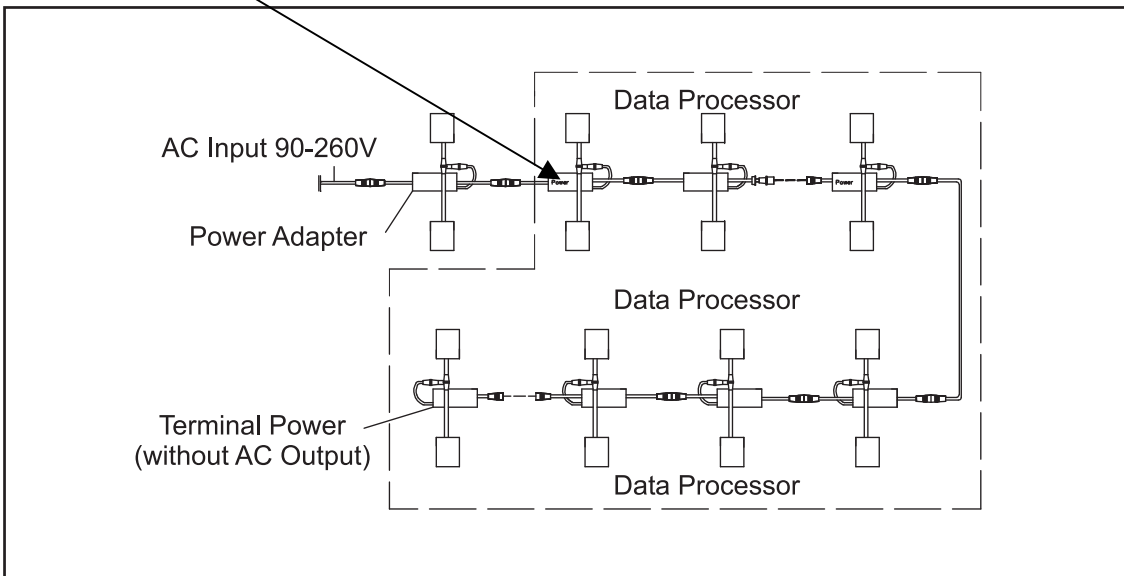 Data Processor
AC Input 90-260V
Power
Power
Power Adapter
Data Processor
Terminal Power
(without AC Output)
Data Processor